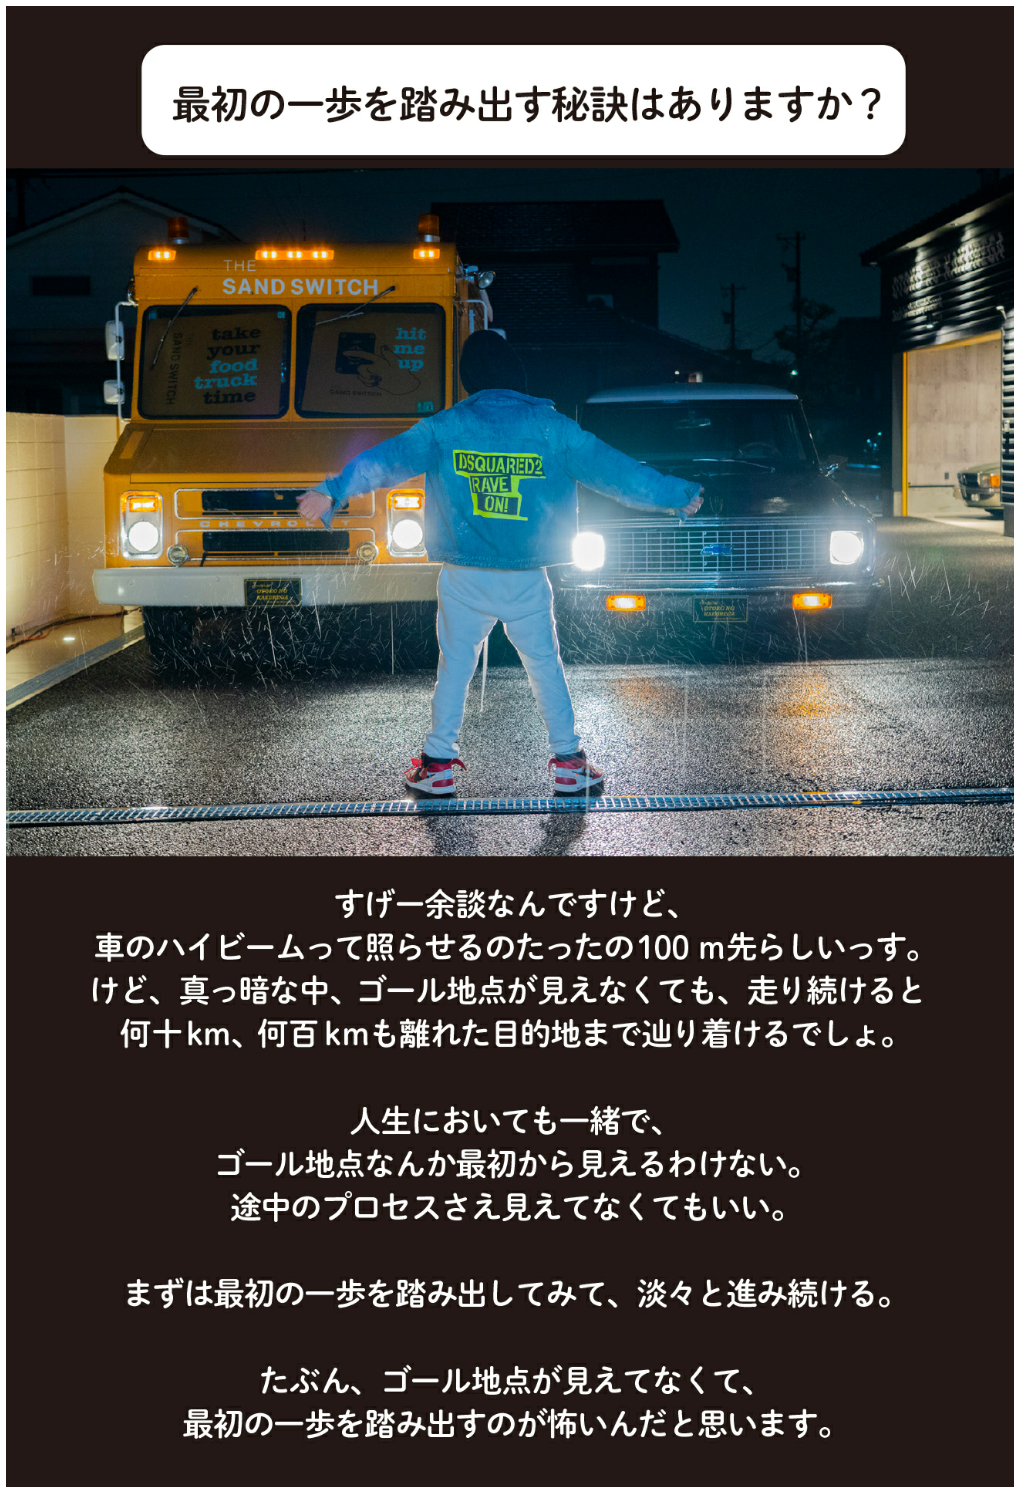 最初の一歩を踏み出す秘訣はありますか？
THE
SAND SWITCH
take
your
food
truck
time
SAND SWITCH
hit
me
up
SAND SWITCH
DSQUARED2
RAVE
ON!
CHEVROLET
OTOKO NO
KAKUREGA
OTOKO NO
KAKUREGA
すげー余談なんですけど、
車のハイビームって照らせるのたったの100 m先らしいっす。
けど、真っ暗な中、ゴール地点が見えなくても、走り続けると
何十km、何百kmも離れた目的地まで辿り着けるでしょ。
人生においても一緒で、
ゴール地点なんか最初から見えるわけない。
途中のプロセスさえ見えてなくてもいい。
まずは最初の一歩を踏み出してみて、淡々と進み続ける。
たぶん、ゴール地点が見えてなくて、
最初の一歩を踏み出すのが怖いんだと思います。